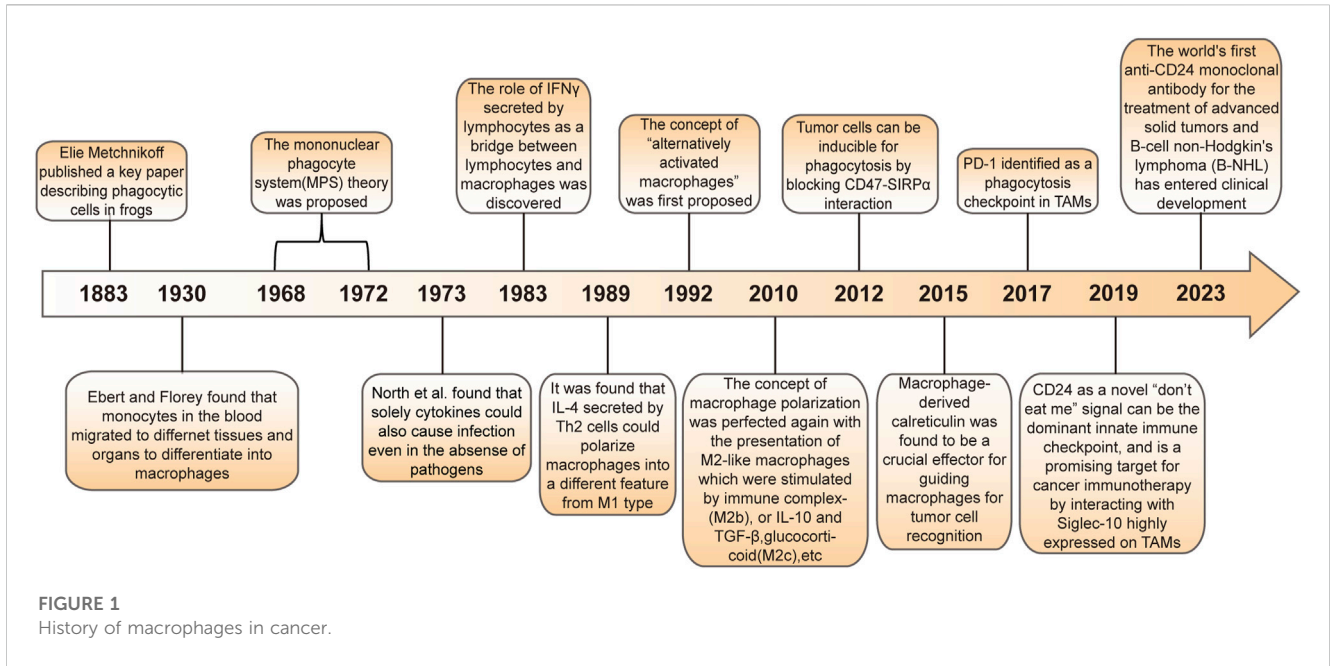 Elie Metchnikoff
published a key paper
describing phagocytic
cells in frogs
The mononuclear
phagocyte
system(MPS) theory
was proposed
The role of IFNγ
secreted by
lymphocytes as a
bridge between
lymphocytes and
macrophages was
discovered
The concept of
“alternatively
activated
macrophages”
was first proposed
Tumor cells can be
inducible for
phagocytosis by
blocking CD47-SIRPα
interaction
PD-1 identified as a
phagocytosis
checkpoint in TAMs
The world's first
anti-CD24 monoclonal
antibody for the
treatment of advanced
solid tumors and
B-cell non-Hodgkin's
lymphoma (B-NHL)
has entered clinical
development
1883 1930 1968 1972 1973 1983 1989 1992 2010 2012 2015 2017 2019 2023
Ebert and Florey found that
monocytes in the blood
migrated to differnet tissues and
organs to differentiate into
macrophages
North et al. found that
solely cytokines could
also cause infection
even in the absense of
pathogens
It was found that
IL-4 secreted by
Th2 cells could
polarize
macrophages into
a different feature
from M1 type
The concept of
macrophage polarization
was perfected again with
the presentation of
M2-like macrophages
which were stimulated
by immune complex-
(M2b), or IL-10 and
TGF-β,glucocorti-
coid(M2c),etc
Macrophage-
derived
calreticulin was
found to be a
crucial effector for
guiding
macrophages for
tumor cell
recognition
CD24 as a novel “don’t
eat me” signal can be the
dominant innate immune
checkpoint, and is a
promising target for
cancer immunotherapy
by interacting with
Siglec-10 highly
expressed on TAMs
FIGURE 1
History of macrophages in cancer.